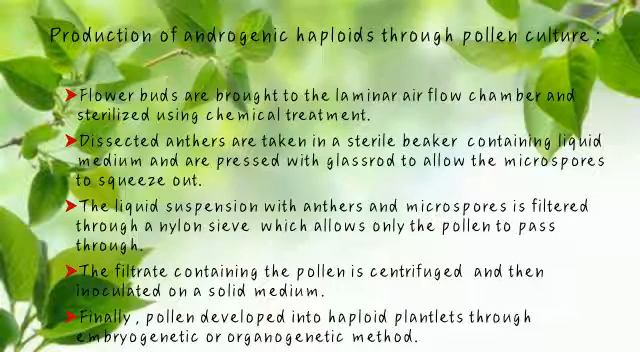 Production of androgenic haploids through pollen culture :
➤Flower buds are brought to the laminar air flow chamber and
sterilized using chemical treatment.
➤Dissected anthers are taken in a sterile beaker containing liquid
medium and are pressed with glassrod to allow the microspores
to squeeze out.
➤The liquid suspension with anthers and microspores is filtered
through a nylon sieve which allows only the pollen to pass
through.
➤The filtrate containing the pollen is centrifuged and then
inoculated on a solid medium.
➤Finally , pollen developed into haploid plantlets through
embryogenetic or organogenetic method.